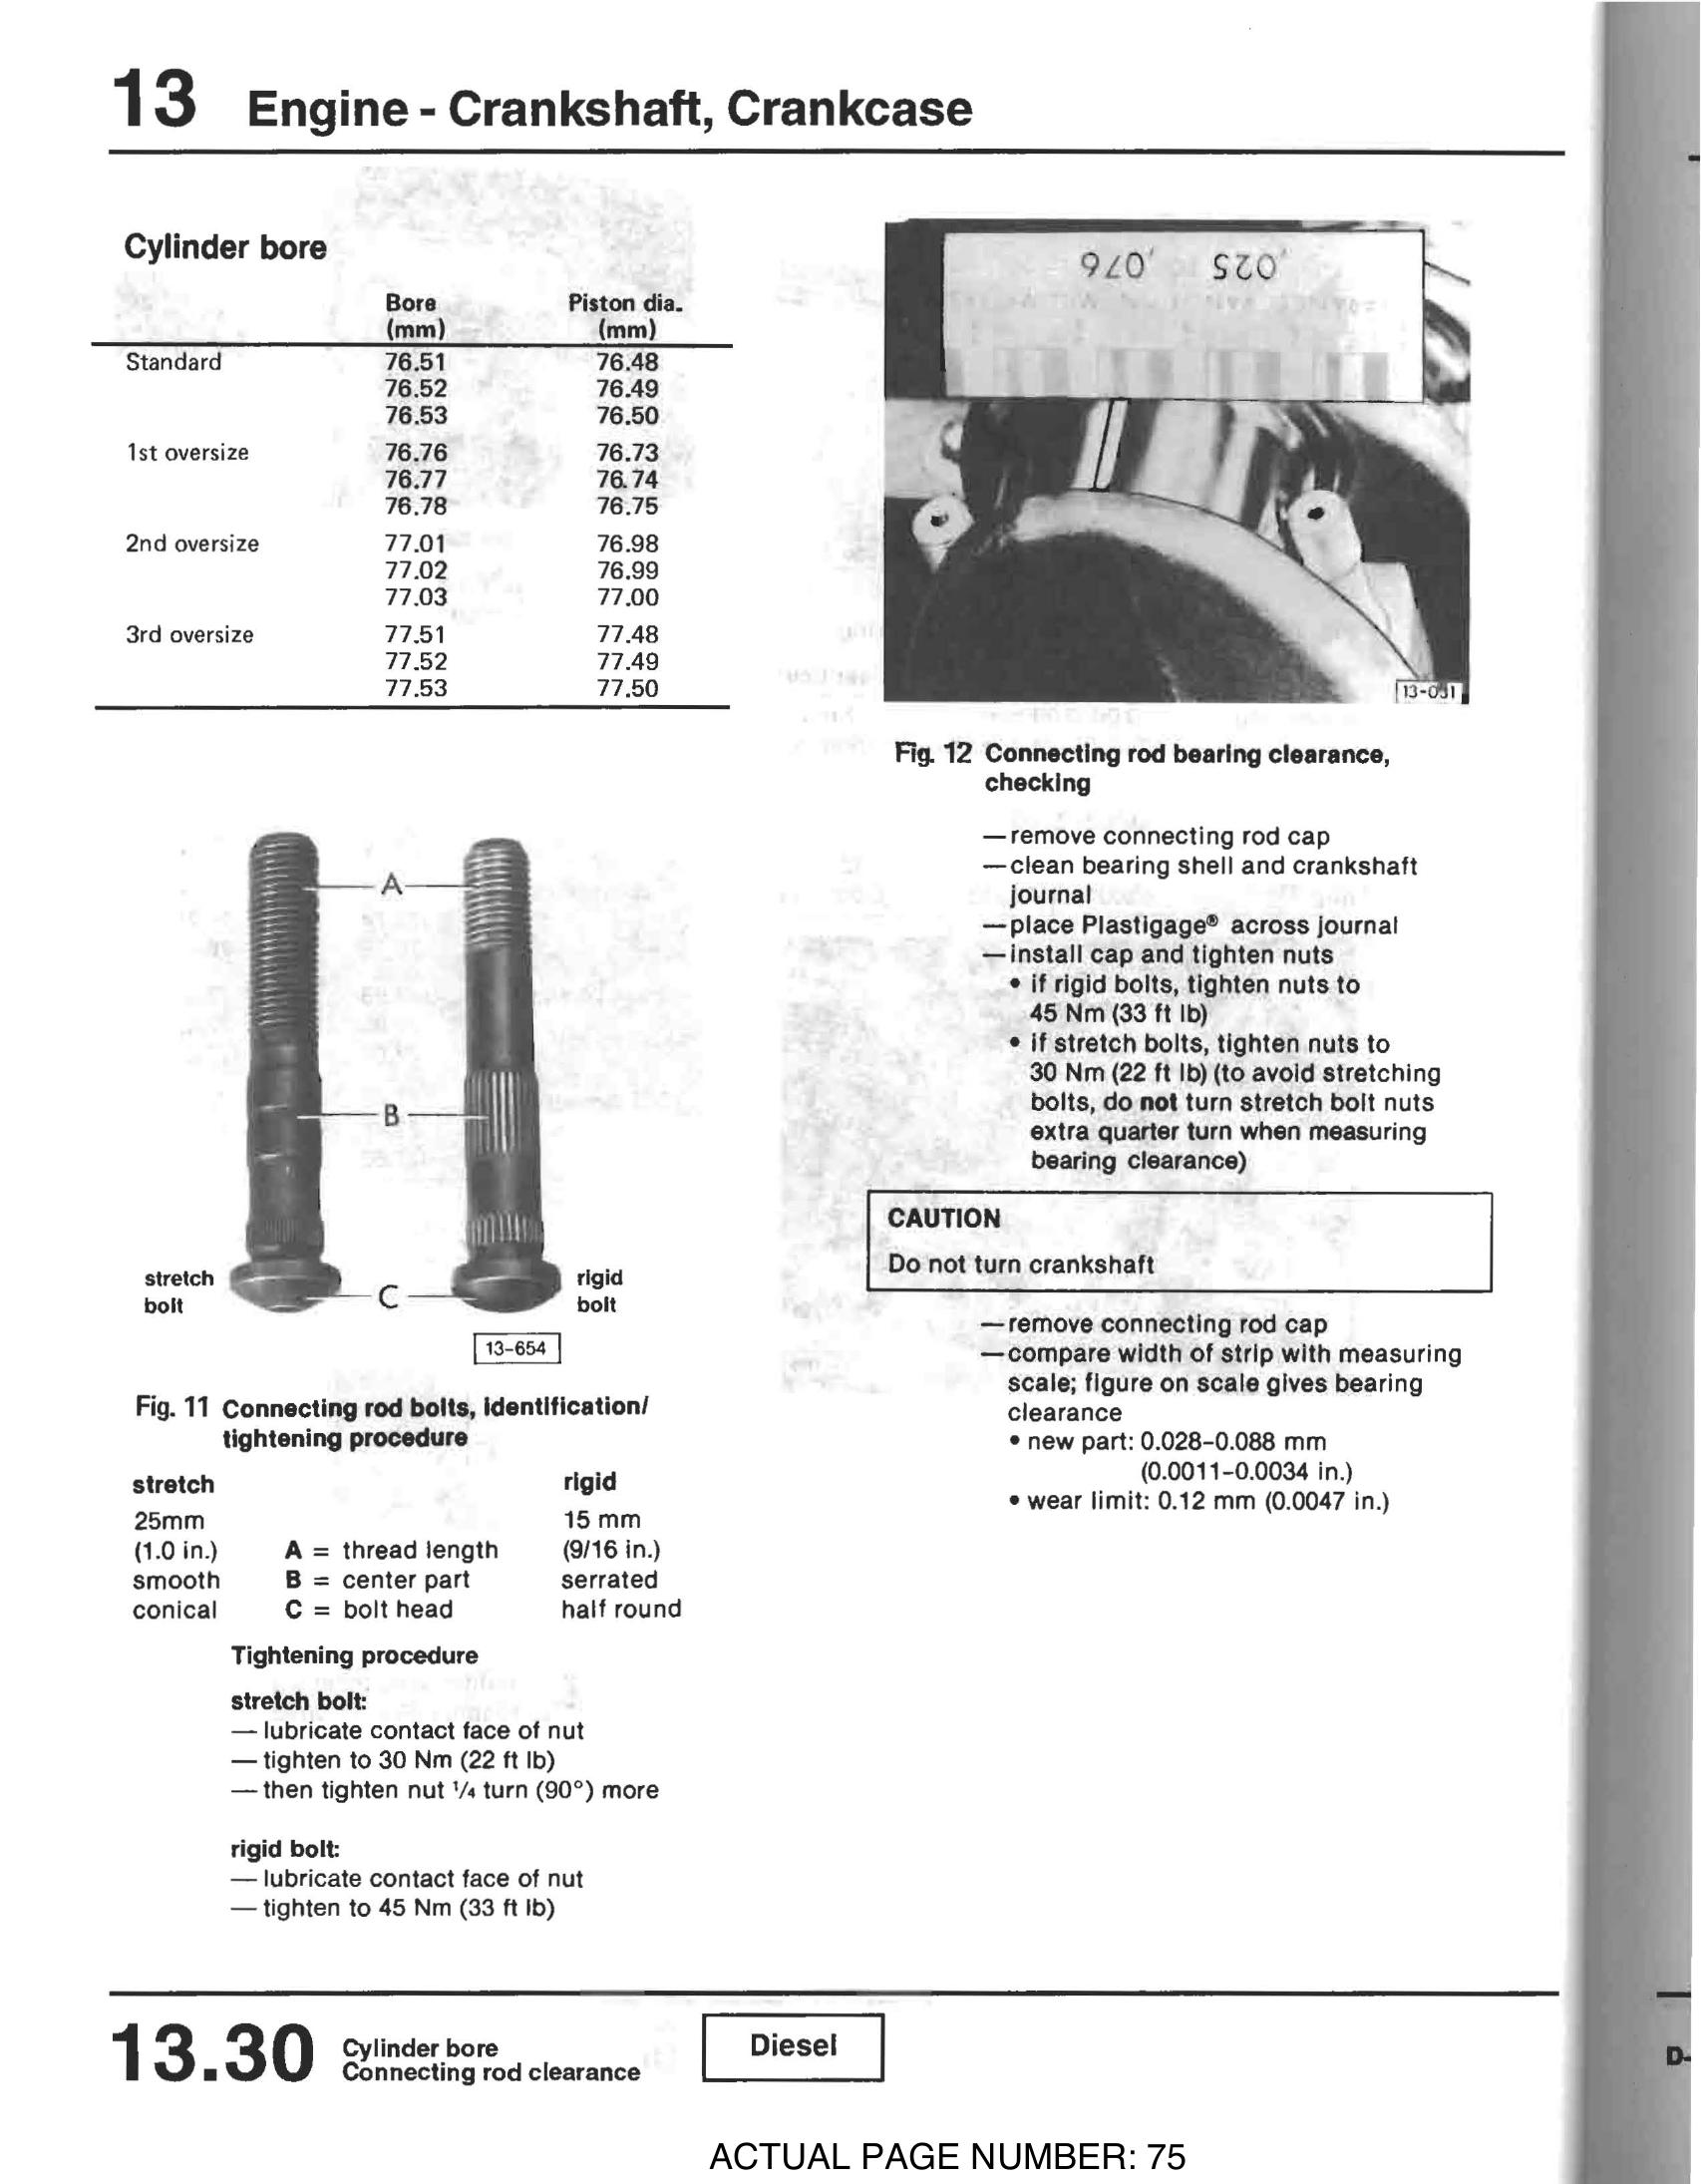 13 Engine - Crankshaft, Crankcase
Cylinder bore
Bore Piston dia.
(mm) (mm)
Standard 76.51 76.48
76.52 76.49
76.53 76.50
1st oversize 76.76 76.73
76.77 76.74
76.78 76.75
2nd oversize 77.01 76.98
77.02 76.99
77.03 77.00
3rd oversize 77.51 77.48
77.52 77.49
77.53 77.50
A
B
C
stretch
bolt
rigid
bolt
13-654
Fig. 11 Connecting rod bolts, identification/
tightening procedure
stretch rigid
25mm 15 mm
(1.0 in.) A = thread length (9/16 in.)
smooth B = center part serrated
conical C = bolt head half round
Tightening procedure
stretch bolt:
— lubricate contact face of nut
— tighten to 30 Nm (22 ft lb)
— then tighten nut ¼ turn (90°) more
rigid bolt:
— lubricate contact face of nut
— tighten to 45 Nm (33 ft lb)
.025 .076
13-031
Fig. 12 Connecting rod bearing clearance,
checking
— remove connecting rod cap
— clean bearing shell and crankshaft
journal
— place Plastigage® across journal
— install cap and tighten nuts
• if rigid bolts, tighten nuts to
45 Nm (33 ft lb)
• if stretch bolts, tighten nuts to
30 Nm (22 ft lb) (to avoid stretching
bolts, do not turn stretch bolt nuts
extra quarter turn when measuring
bearing clearance)
CAUTION
Do not turn crankshaft
— remove connecting rod cap
— compare width of strip with measuring
scale; figure on scale gives bearing
clearance
• new part: 0.028-0.088 mm
(0.0011-0.0034 in.)
• wear limit: 0.12 mm (0.0047 in.)
13.30 Cylinder bore
Connecting rod clearance
Diesel
D-
ACTUAL PAGE NUMBER: 75